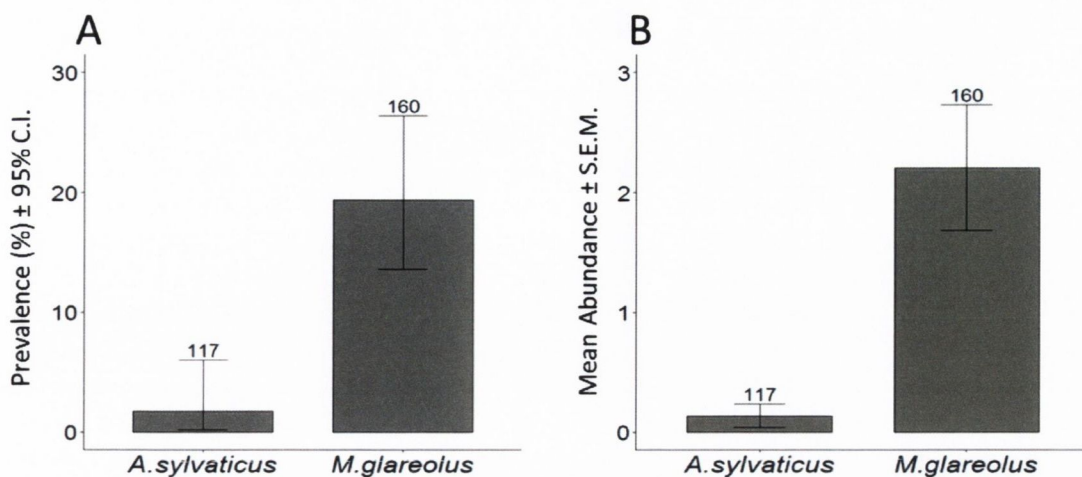 A
Prevalence (%) ± 95% C.I.
30
20
10
0
117
160
A.sylvaticus M.glareolus
B
Mean Abundance ± S.E.M.
3
2
1
0
117
160
A.sylvaticus M.glareolus